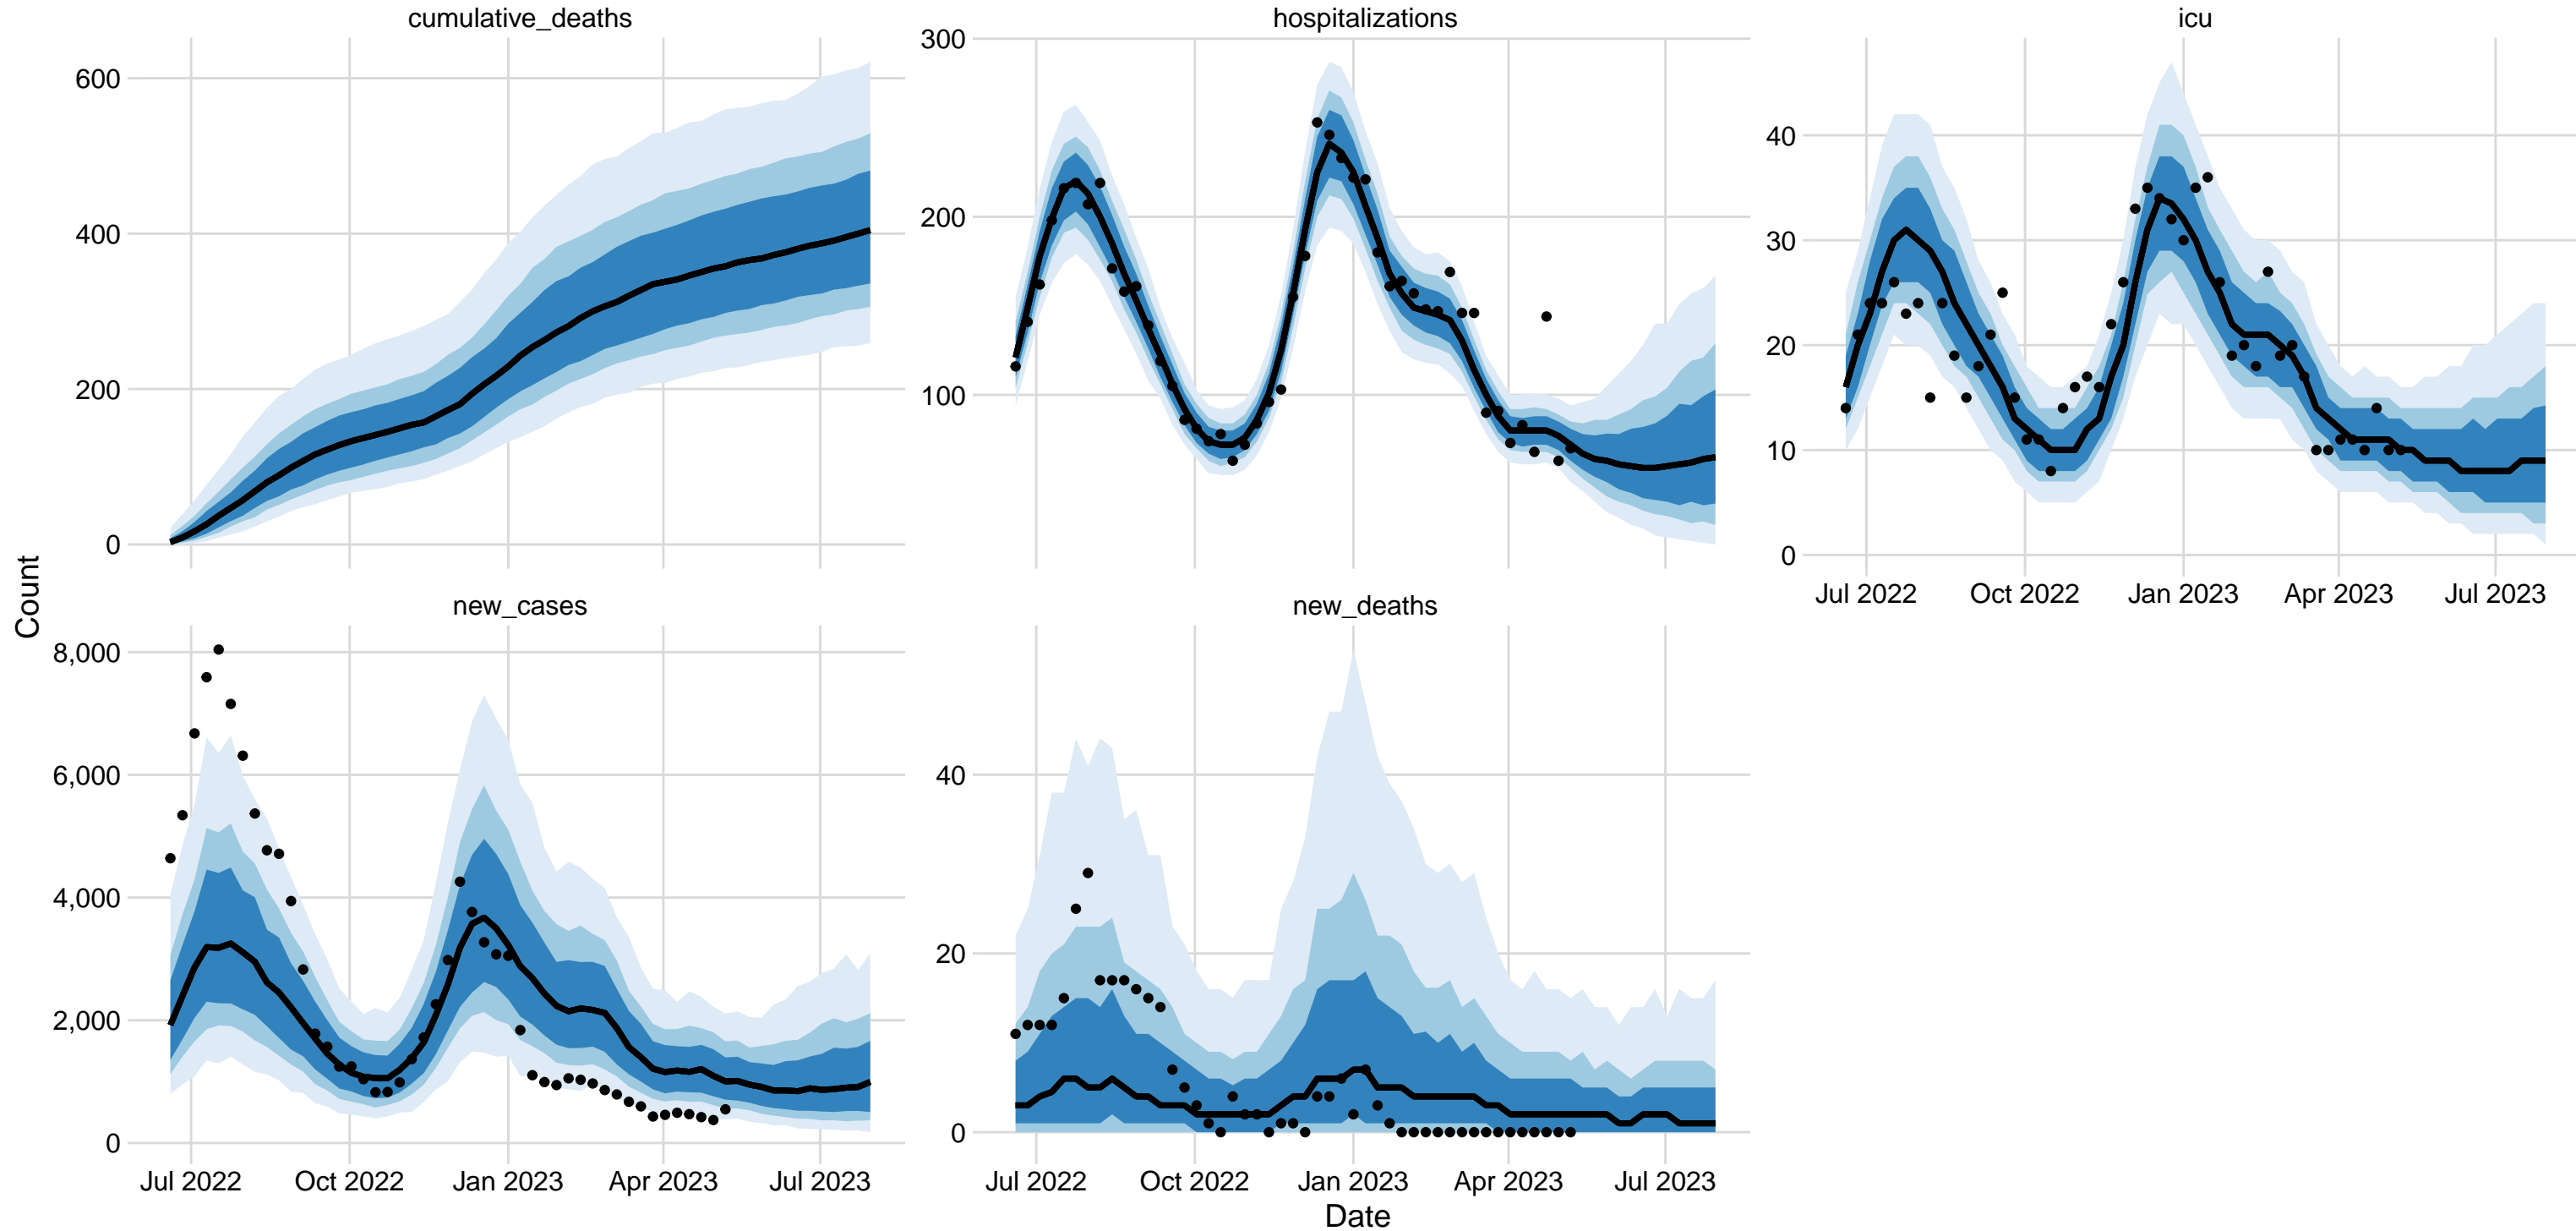 cumulative_deaths
hospitalizations
icu
600
400
200
0
300
200
100
40
30
20
10
0
Jul 2022 Oct 2022 Jan 2023 Apr 2023 Jul 2023
Count
new_cases
new_deaths
8,000
6,000
4,000
2,000
0
Jul 2022 Oct 2022 Jan 2023 Apr 2023 Jul 2023
40
20
0
Jul 2022 Oct 2022 Jan 2023 Apr 2023 Jul 2023
Date